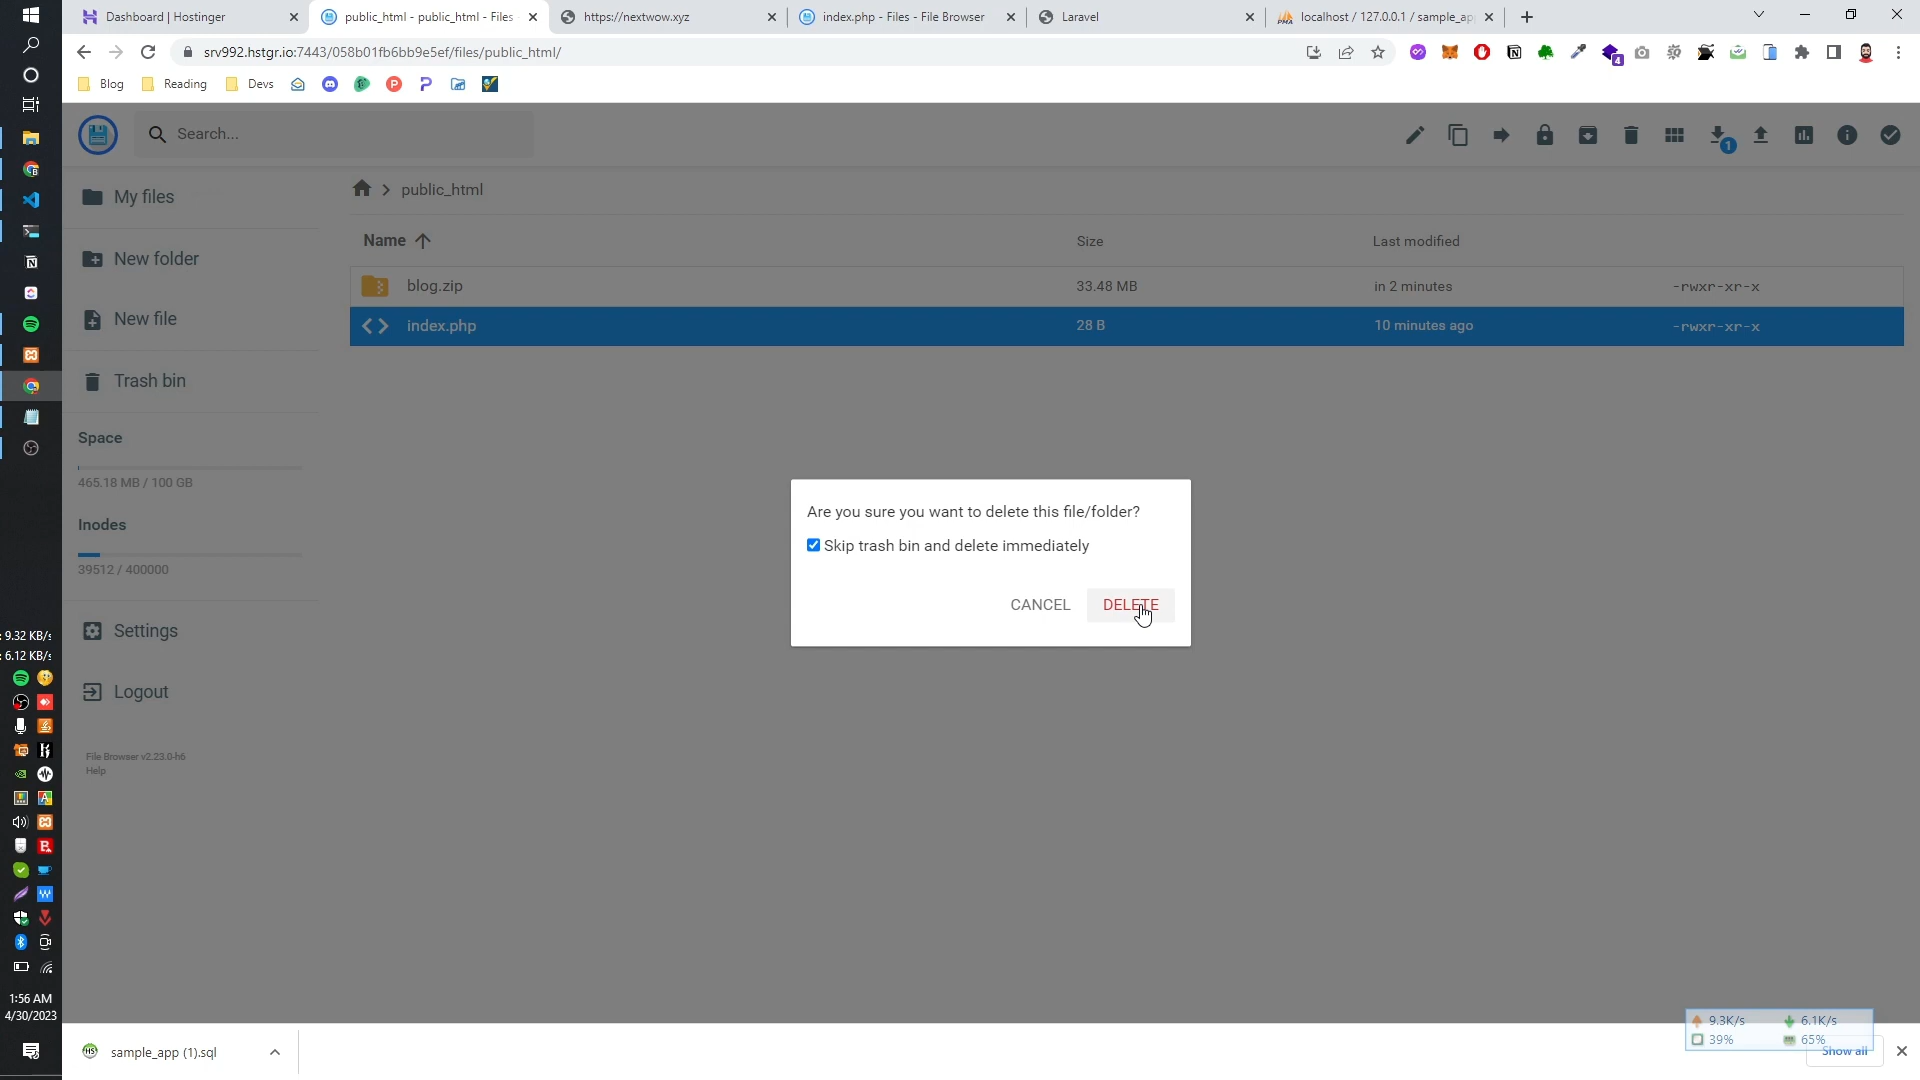 Dashboard | Hostinger
public_html - public_html - Files
https://nextwow.xyz
index.php - Files - File Browser
Laravel
localhost / 127.0.0.1 / sample_ap
srv992.hstgr.io:7443/058b01fb6bb9e5ef/files/public_html/
4
Blog
Reading
Devs
Search...
1
My files
New folder
New file
Trash bin
Space
465.18 MB / 100 GB
Inodes
39512 / 400000
Settings
Logout
File Browser v2.23.0-h6
Help
public_html
Name
Size
Last modified
blog.zip
33.48 MB
in 2 minutes
-rwxr-xr-x
index.php
28 B
10 minutes ago
-rwxr-xr-x
Are you sure you want to delete this file/folder?
Skip trash bin and delete immediately
CANCEL
DELETE
: 9.32 KB/s
: 6.12 KB/s
1:56 AM
4/30/2023
sample_app (1).sql
9.3K/s
6.1K/s
39%
65%
Show all